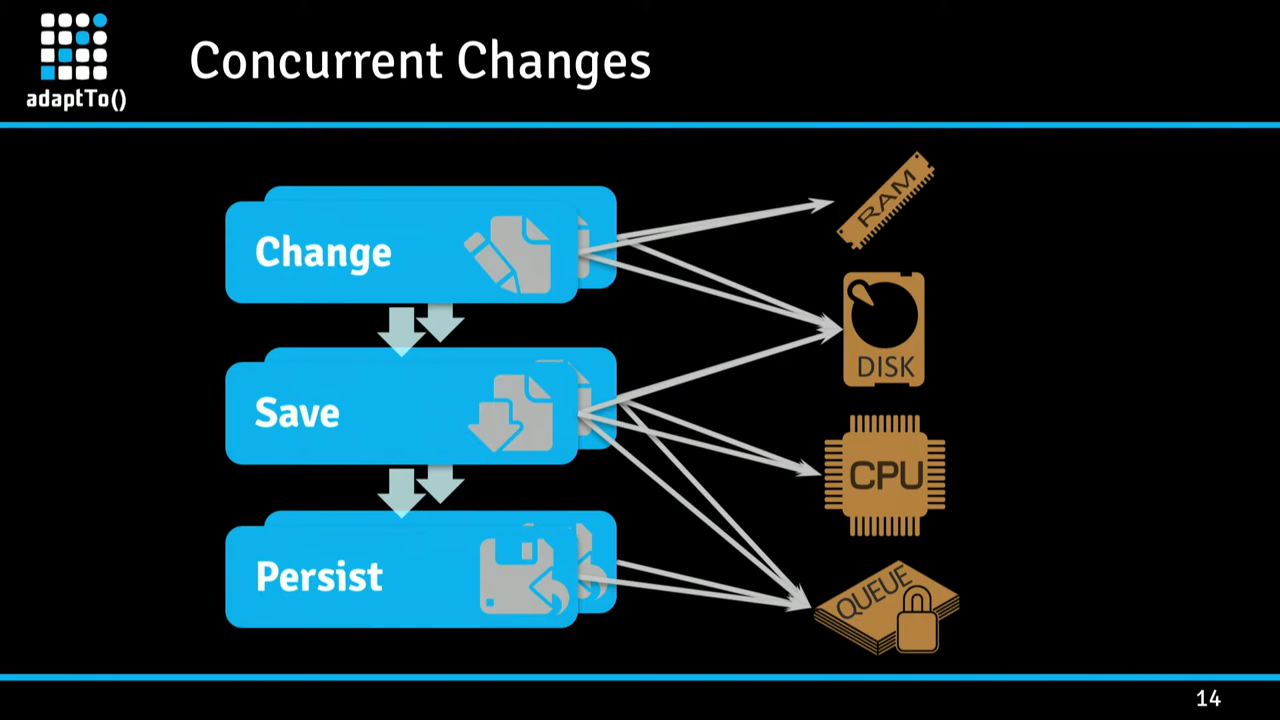 adaptTo()
Concurrent Changes
Change
Save
Persist
RAM
DISK
CPU
QUEUE
14